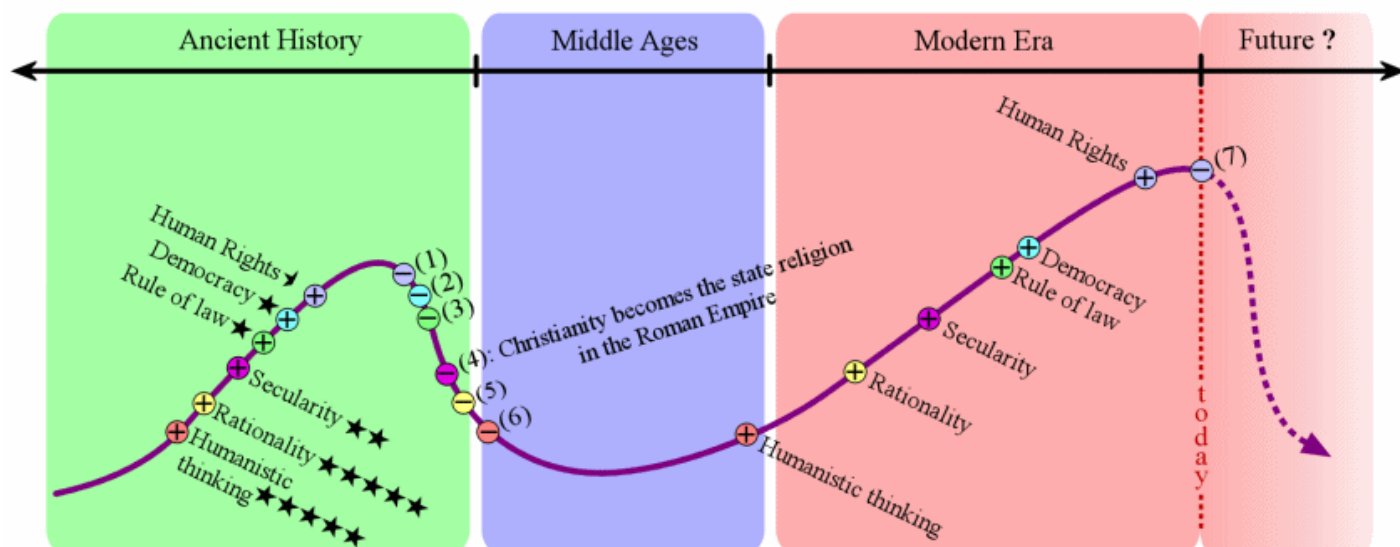 Ancient History
Middle Ages
Modern Era
Future ?
Human Rights
(7)
Human Rights
Democracy
Rule of law
(1)
(2)
(3)
(4): Christianity becomes the state religion
in the Roman Empire
(5)
(6)
Secularity
Rationality
Humanistic
thinking
Democracy
Rule of law
Secularity
Rationality
Humanistic thinking
today